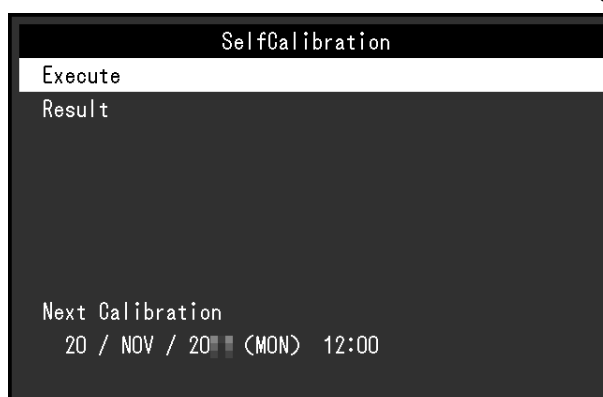 SelfCalibration
Execute
Result
Next Calibration
20 / NOV / 20 (MON) 12:00